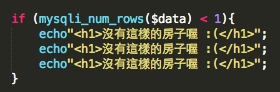 if (mysqli_num_rows($data) < 1){
echo"<h1>沒有這樣的房子喔 :(</h1>";
echo"<h1>沒有這樣的房子喔 :(</h1>";
echo"<h1>沒有這樣的房子喔 :(</h1>";
}